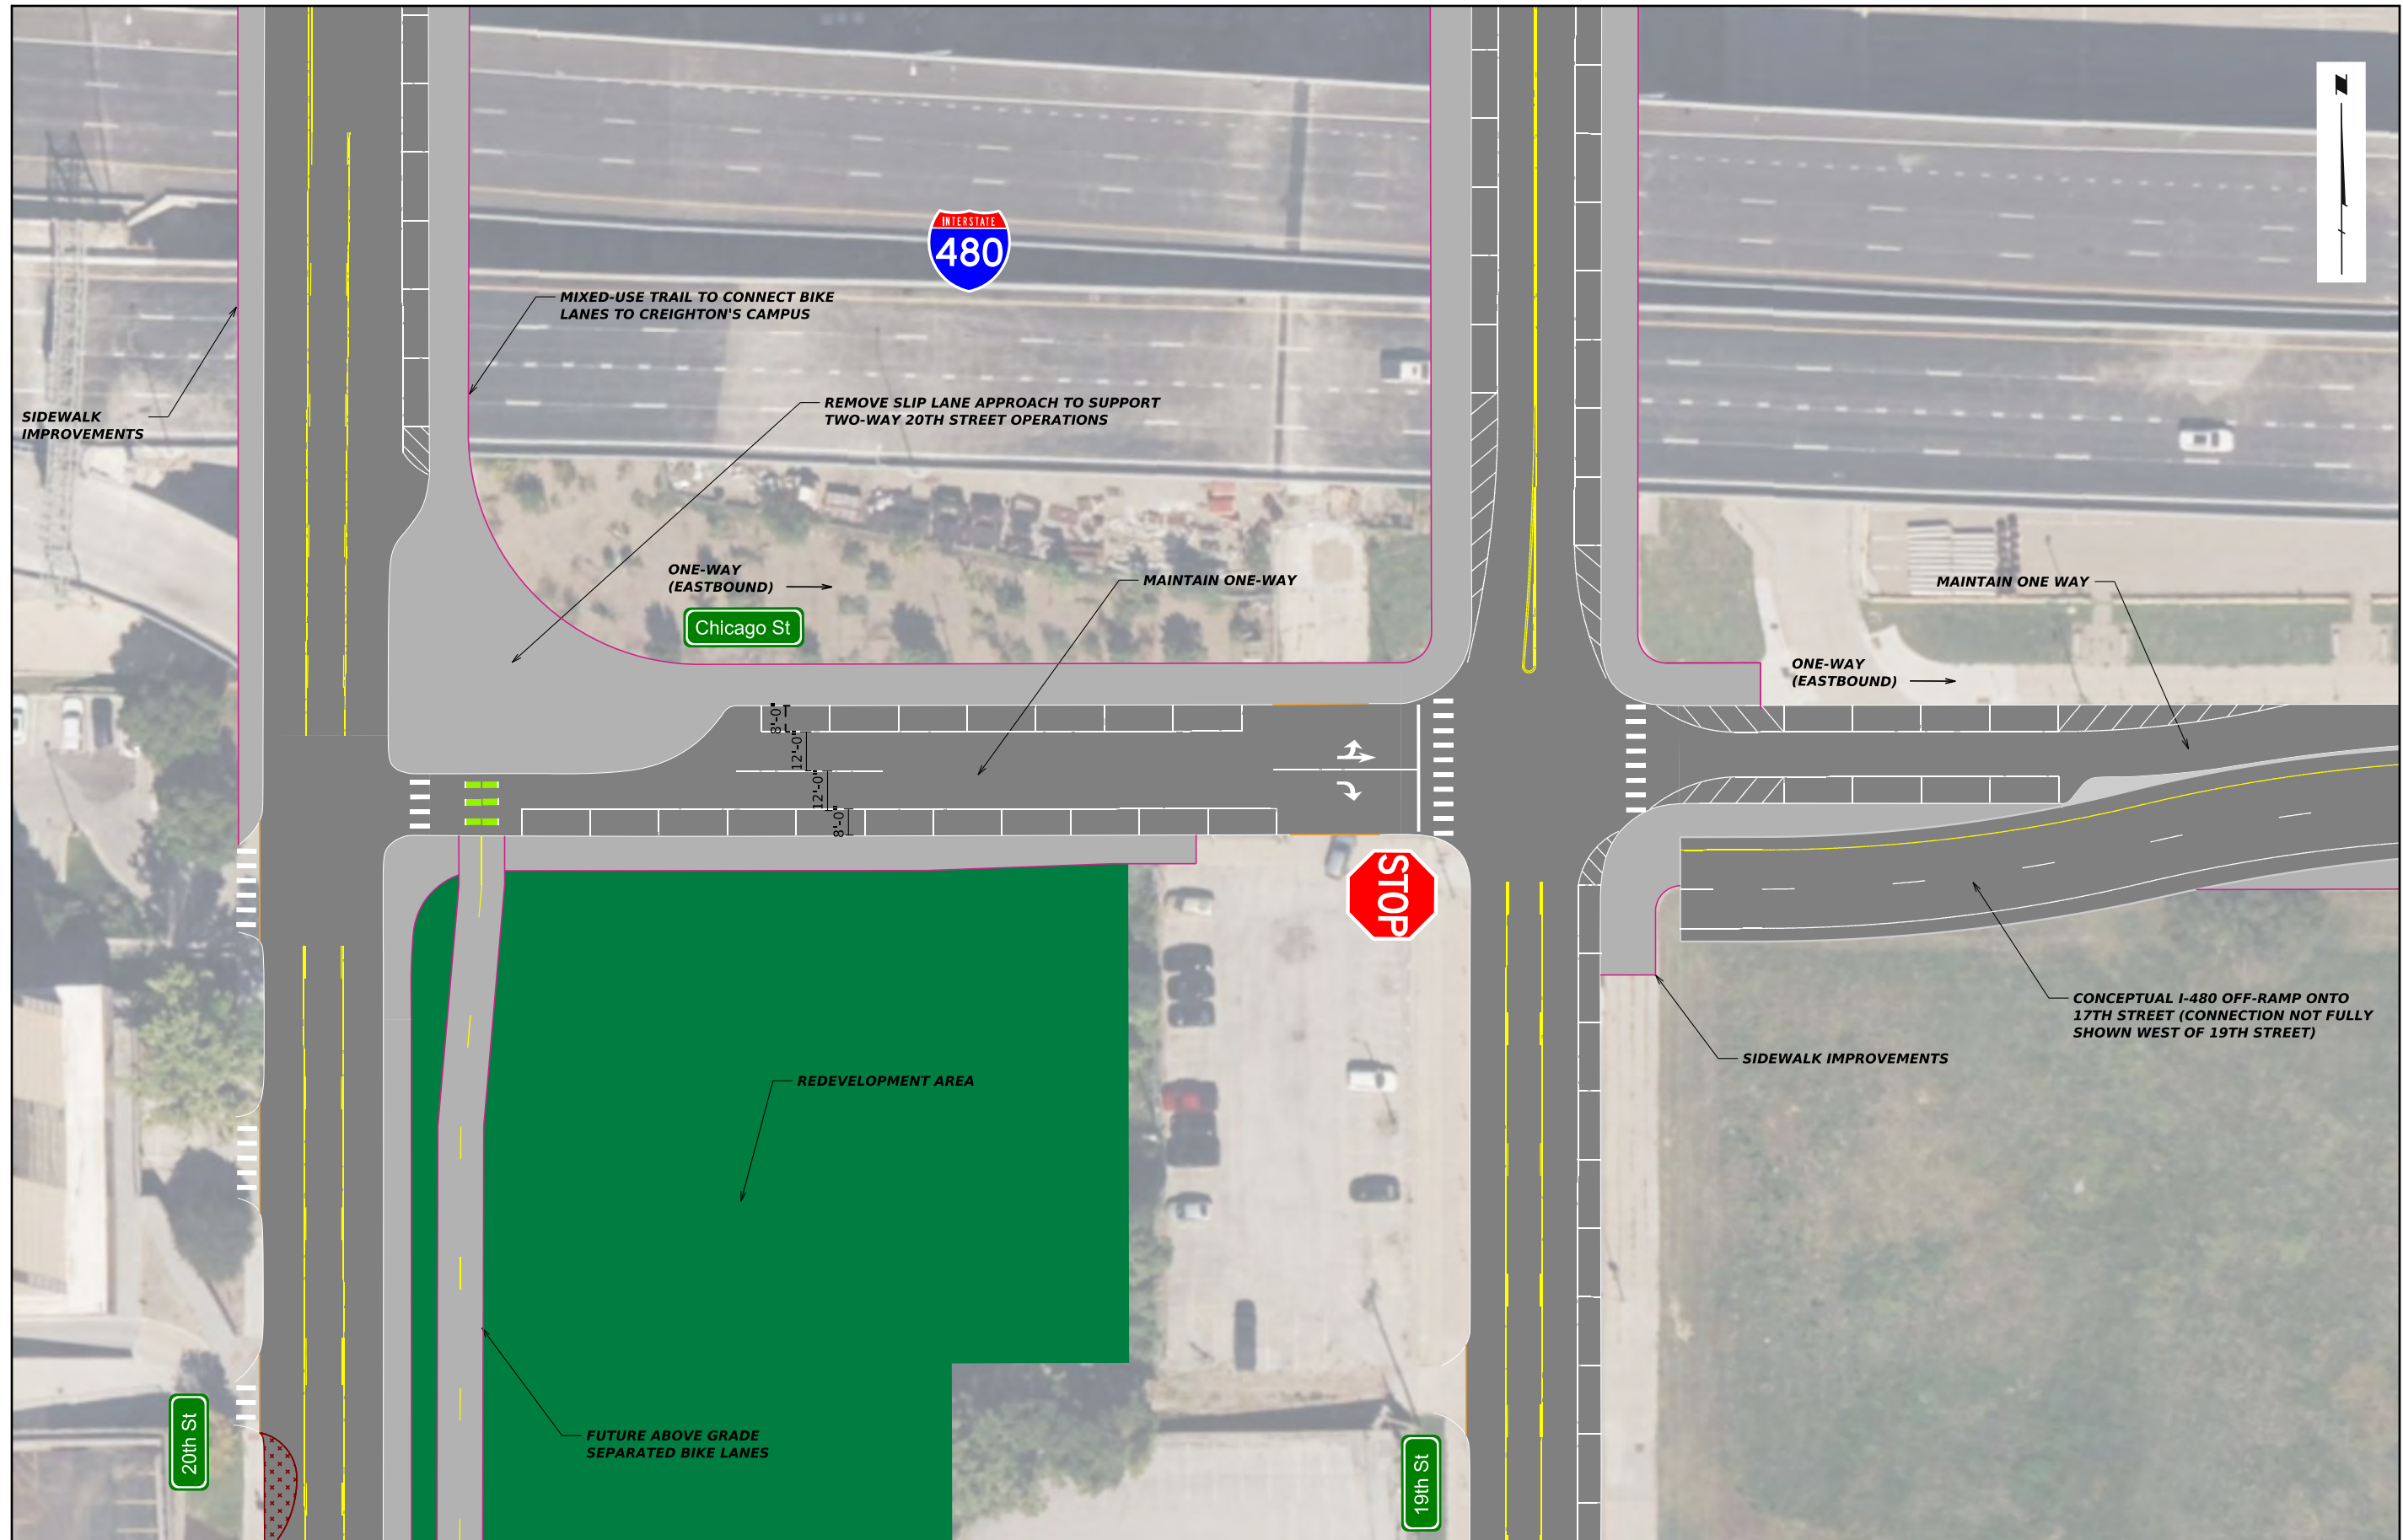 N
INTERSTATE
480
MIXED-USE TRAIL TO CONNECT BIKE
LANES TO CREIGHTON'S CAMPUS
SIDEWALK
IMPROVEMENTS
REMOVE SLIP LANE APPROACH TO SUPPORT
TWO-WAY 20TH STREET OPERATIONS
ONE-WAY
(EASTBOUND)
MAINTAIN ONE-WAY
MAINTAIN ONE WAY
Chicago St
ONE-WAY
(EASTBOUND)
8'-0"
12'-0"
12'-0"
8'-0"
STOP
CONCEPTUAL I-480 OFF-RAMP ONTO
17TH STREET (CONNECTION NOT FULLY
SHOWN WEST OF 19TH STREET)
SIDEWALK IMPROVEMENTS
REDEVELOPMENT AREA
FUTURE ABOVE GRADE
SEPARATED BIKE LANES
20th St
19th St